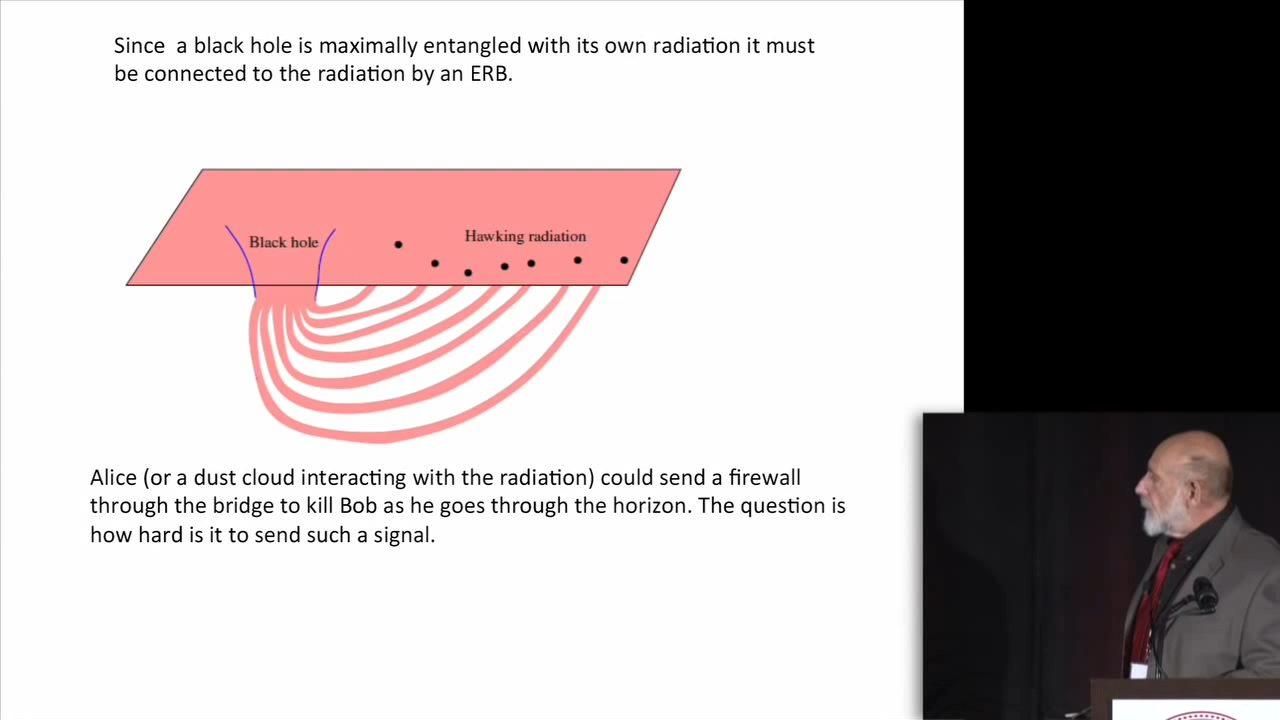 Since a black hole is maximally entangled with its own radiation it must
be connected to the radiation by an ERB.
Black hole
Hawking radiation
Alice (or a dust cloud interacting with the radiation) could send a firewall
through the bridge to kill Bob as he goes through the horizon. The question is
how hard is it to send such a signal.